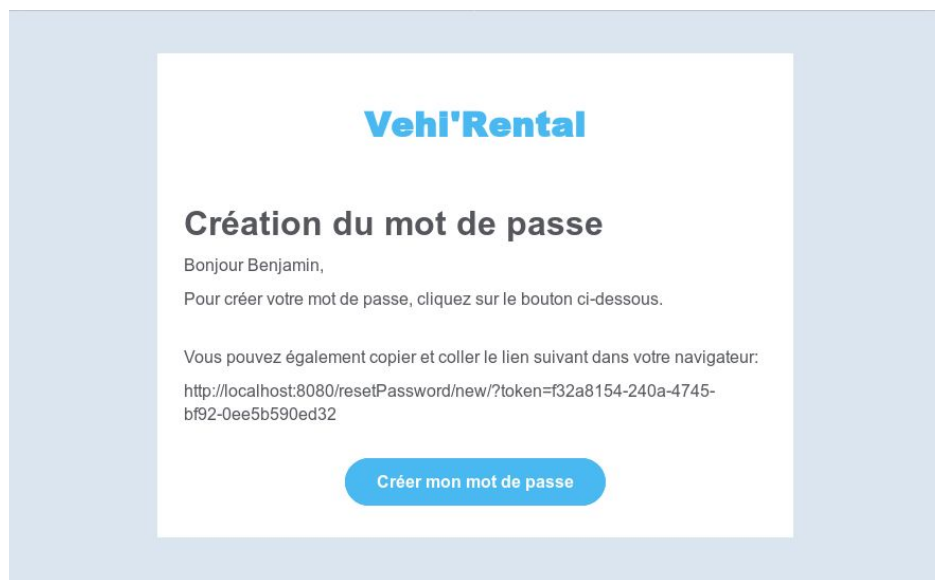 Vehi'Rental
Création du mot de passe
Bonjour Benjamin,
Pour créer votre mot de passe, cliquez sur le bouton ci-dessous.
Vous pouvez également copier et coller le lien suivant dans votre navigateur:
http://localhost:8080/resetPassword/new/?token=f32a8154-240a-4745-
bf92-0ee5b590ed32
Créer mon mot de passe